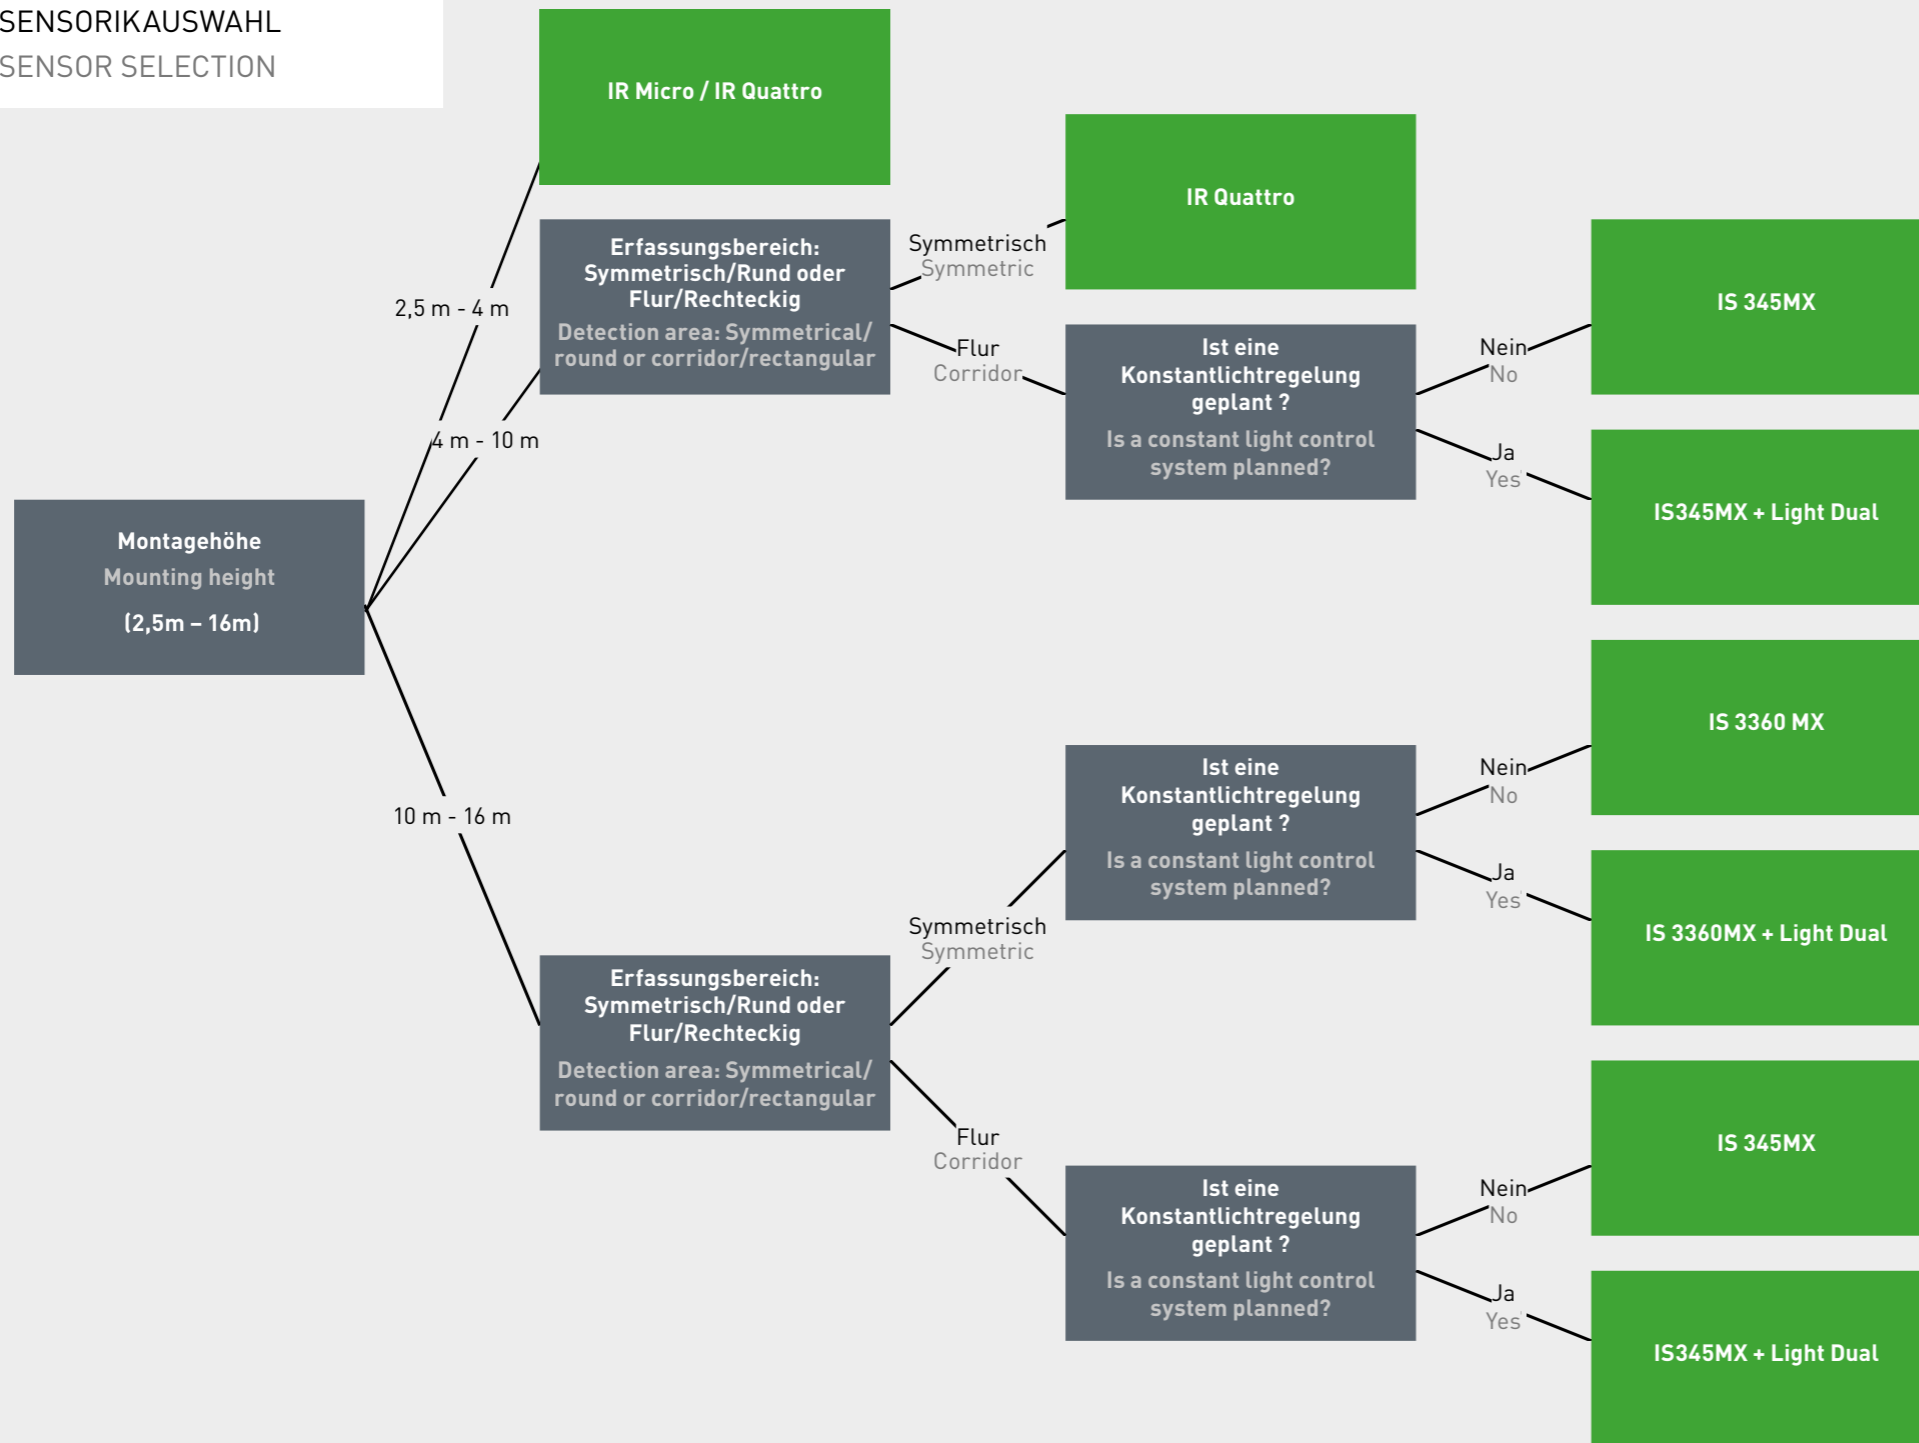 SENSORIKAUSWAHL
SENSOR SELECTION
IR Micro / IR Quattro
IR Quattro
Erfassungsbereich:
Symmetrisch/Rund oder
Flur/Rechteckig
Detection area: Symmetrical/
round or corridor/rectangular
Symmetrisch
Symmetric
Flur
Corridor
2,5 m - 4 m
4 m - 10 m
Ist eine
Konstantlichtregelung
geplant ?
Is a constant light control
system planned?
Nein
No
Ja
Yes
IS 345MX
IS345MX + Light Dual
Montagehöhe
Mounting height
(2,5m – 16m)
10 m - 16 m
Erfassungsbereich:
Symmetrisch/Rund oder
Flur/Rechteckig
Detection area: Symmetrical/
round or corridor/rectangular
Symmetrisch
Symmetric
Flur
Corridor
Ist eine
Konstantlichtregelung
geplant ?
Is a constant light control
system planned?
Nein
No
Ja
Yes
IS 3360 MX
IS 3360MX + Light Dual
Ist eine
Konstantlichtregelung
geplant ?
Is a constant light control
system planned?
Nein
No
Ja
Yes
IS 345MX
IS345MX + Light Dual